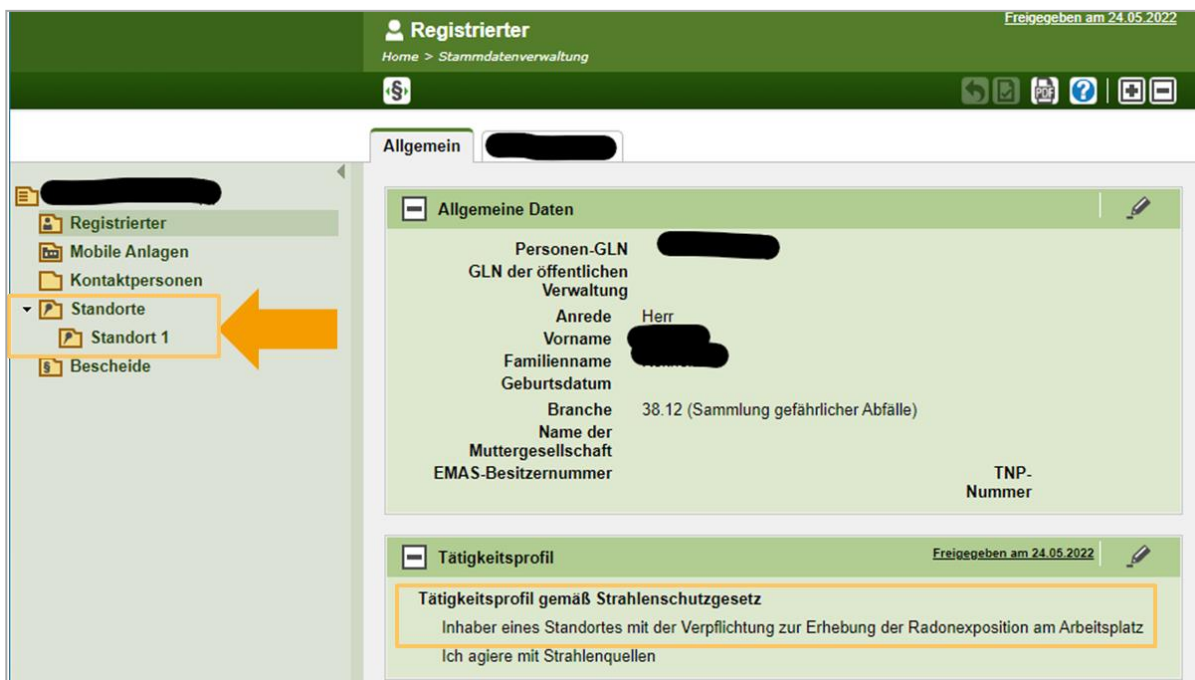 Registrierter
Freigegeben am 24.05.2022
Home > Stammdatenverwaltung
§
PDF
?
Allgemein
Registrierter
Mobile Anlagen
Kontaktpersonen
Standorte
Standort 1
§ Bescheide
Allgemeine Daten
Personen-GLN
GLN der öffentlichen
Verwaltung
Anrede Herr
Vorname
Familienname
Geburtsdatum
Branche 38.12 (Sammlung gefährlicher Abfälle)
Name der
Muttergesellschaft
EMAS-Besitzernummer
TNP-
Nummer
Tätigkeitsprofil
Freigegeben am 24.05.2022
Tätigkeitsprofil gemäß Strahlenschutzgesetz
Inhaber eines Standortes mit der Verpflichtung zur Erhebung der Radonexposition am Arbeitsplatz
Ich agiere mit Strahlenquellen